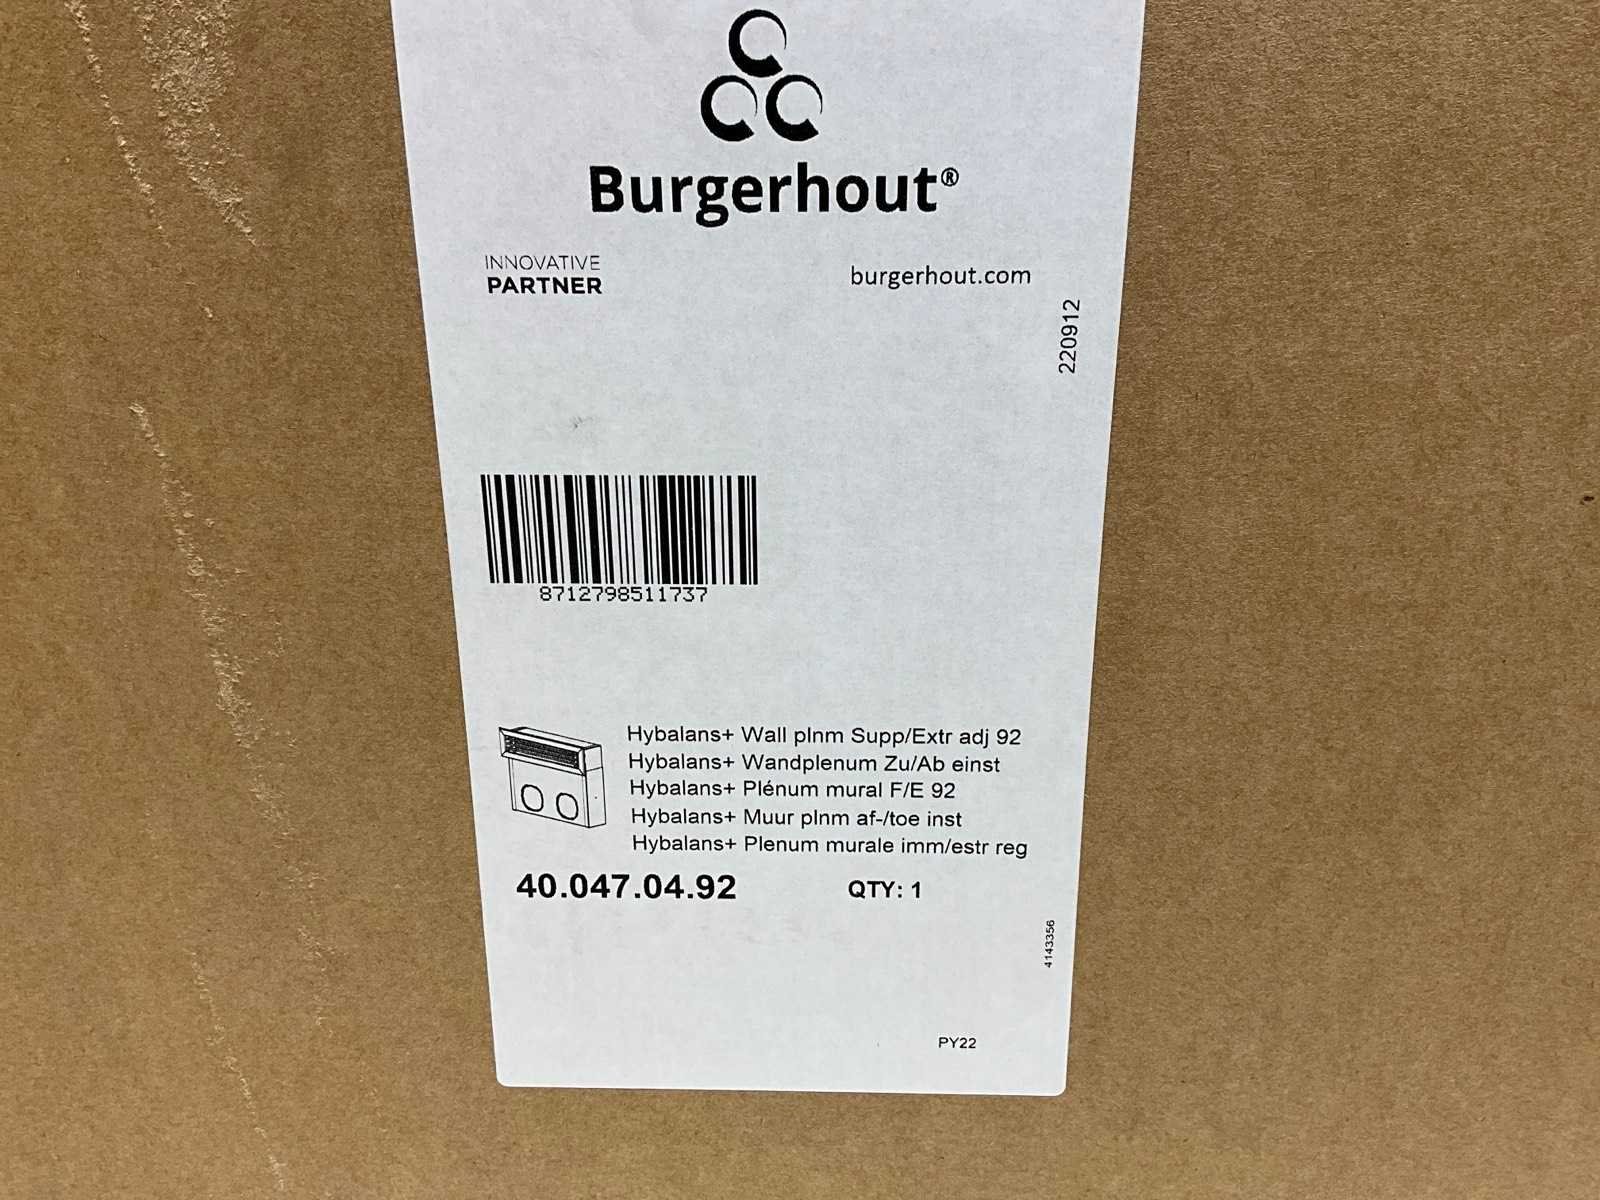 Burgerhout®
INNOVATIVE
PARTNER
burgerhout.com
220912
8712798511737
Hybalans+ Wall plnm Supp/Extr adj 92
Hybalans+ Wandplenum Zu/Ab einst
Hybalans+ Plénum mural F/E 92
Hybalans+ Muur plnm af-/toe inst
Hybalans+ Plenum murale imm/estr reg
40.047.04.92
QTY: 1
4143356
PY22